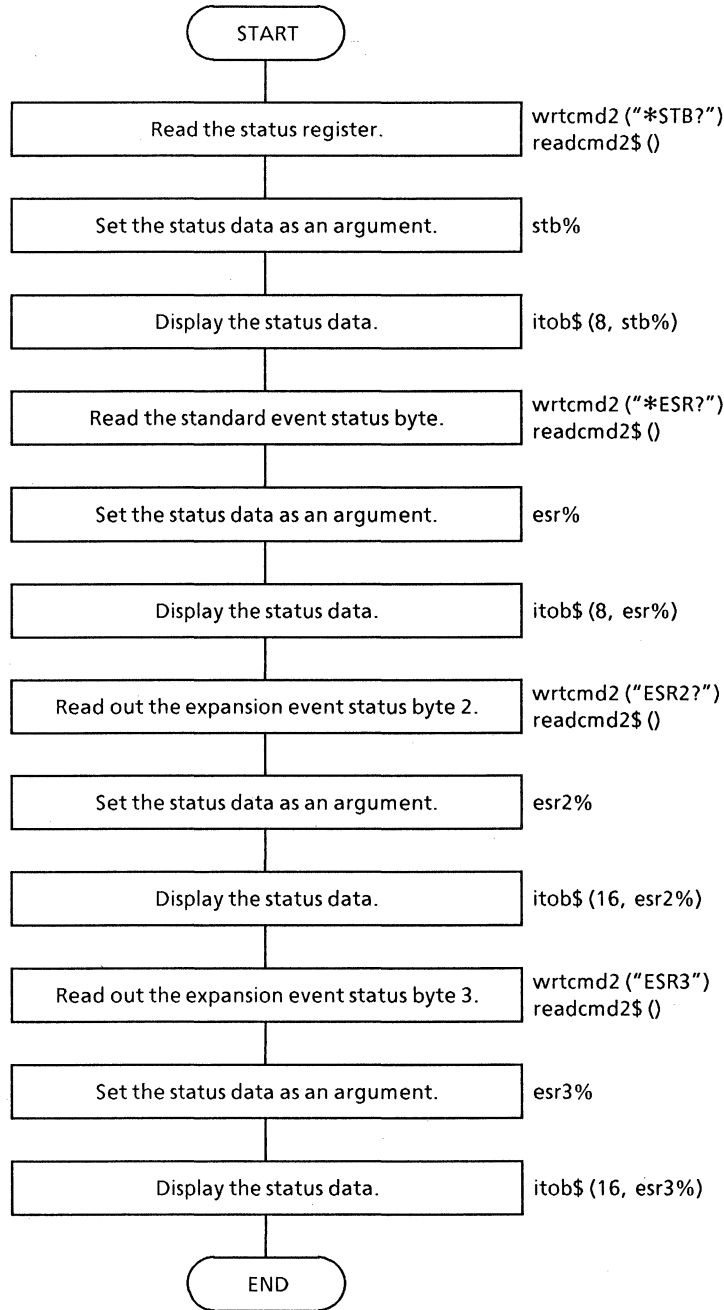 START
Read the status register.
wrtcmd2 ("*STB?")
readcmd2$ ()
Set the status data as an argument.
stb%
Display the status data.
itob$ (8, stb%)
Read the standard event status byte.
wrtcmd2 ("*ESR?")
readcmd2$ ()
Set the status data as an argument.
esr%
Display the status data.
itob$ (8, esr%)
Read out the expansion event status byte 2.
wrtcmd2 ("ESR2?")
readcmd2$ ()
Set the status data as an argument.
esr2%
Display the status data.
itob$ (16, esr2%)
Read out the expansion event status byte 3.
wrtcmd2 ("ESR3")
readcmd2$ ()
Set the status data as an argument.
esr3%
Display the status data.
itob$ (16, esr3%)
END